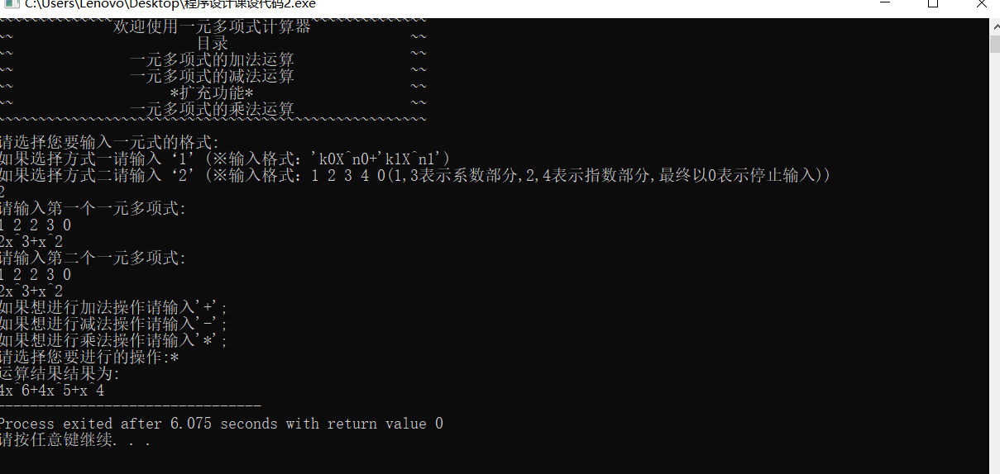 C:\Users\Lenovo\Desktop\程序设计课设代码2.exe
~~~~~~~~~~~~~~欢迎使用一元多项式计算器~~~~~~~~~~~~~~
~~                      目录                      ~~
~~              一元多项式的加法运算              ~~
~~              一元多项式的减法运算              ~~
~~                   *扩充功能*                   ~~
~~              一元多项式的乘法运算              ~~
~~~~~~~~~~~~~~~~~~~~~~~~~~~~~~~~~~~~~~~~~~~~~~~~~~~~
请选择您要输入一元式的格式:
如果选择方式一请输入‘1’(※输入格式：'k0X^n0+'k1X^n1')
如果选择方式二请输入‘2’(※输入格式：1 2 3 4 0(1,3表示系数部分,2,4表示指数部分,最终以0表示停止输入))
2
请输入第一个一元多项式:
1 2 2 3 0
2x^3+x^2
请输入第二个一元多项式:
1 2 2 3 0
2x^3+x^2
如果想进行加法操作请输入'+';
如果想进行减法操作请输入'-';
如果想进行乘法操作请输入'*';
请选择您要进行的操作:*
运算结果结果为:
4x^6+4x^5+x^4
--------------------------------
Process exited after 6.075 seconds with return value 0
请按任意键继续. . .